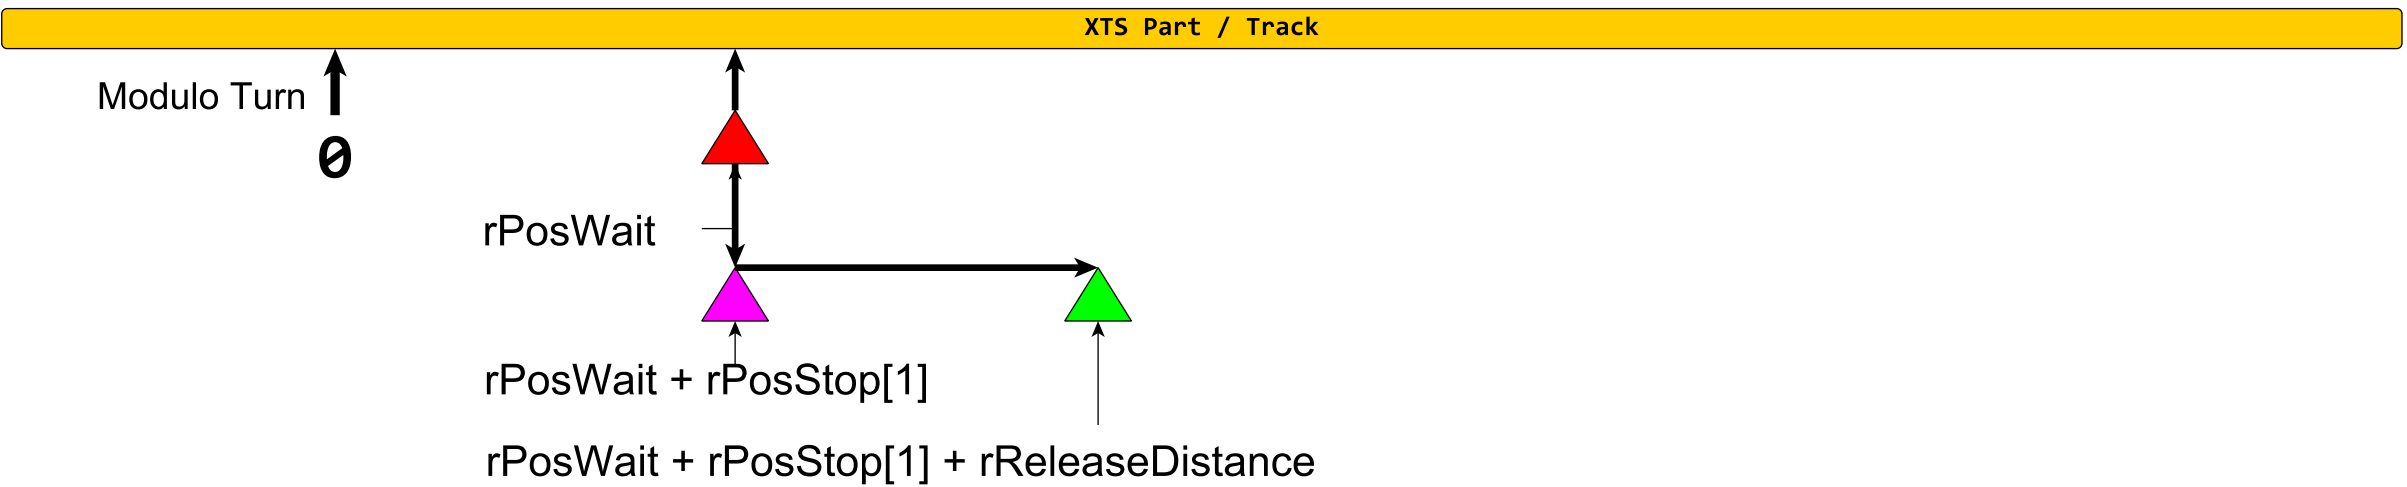 XTS Part / Track
Modulo Turn
0
rPosWait
rPosWait + rPosStop[1]
rPosWait + rPosStop[1] + rReleaseDistance